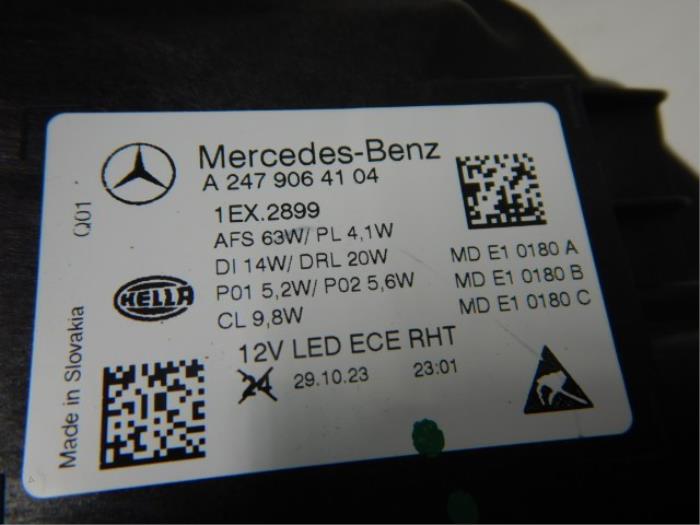 Mercedes-Benz
A 247 906 41 04
1EX.2899
AFS 63W/ PL 4,1W
DI 14W/ DRL 20W
P01 5,2W/ P02 5,6W
CL 9,8W
MD E1 0180 A
MD E1 0180 B
MD E1 0180 C
12V LED ECE RHT
24 29.10.23 23:01
HELLA
Q01
Made in Slovakia